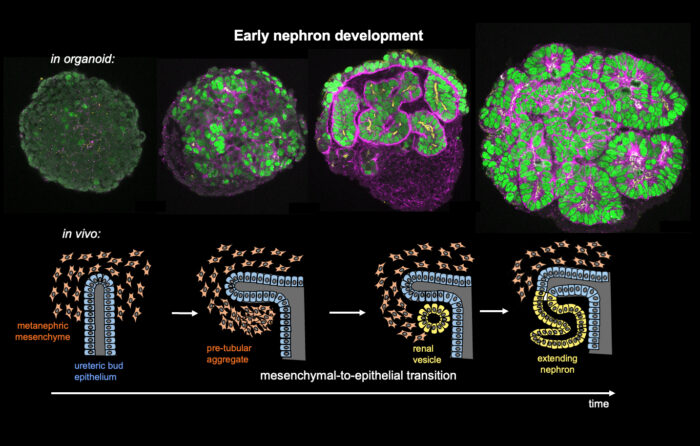 Early nephron development
in organoid:
in vivo:
metanephric
mesenchyme
ureteric bud
epithelium
pre-tubular
aggregate
renal
vesicle
extending
nephron
mesenchymal-to-epithelial transition
time